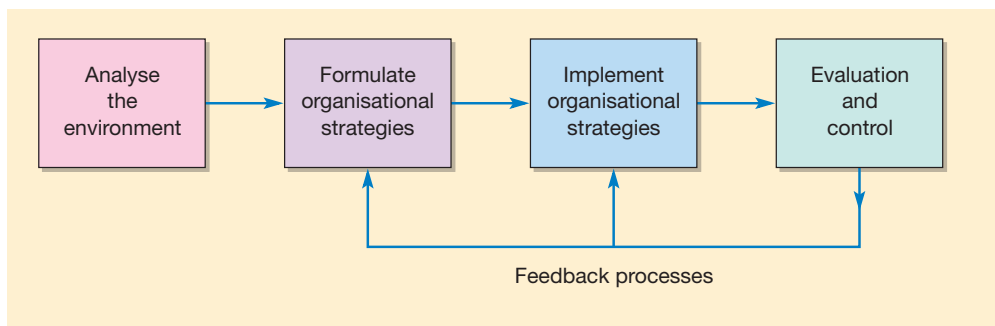 Analyse
the
environment
Formulate
organisational
strategies
Implement
organisational
strategies
Evaluation
and
control
Feedback processes